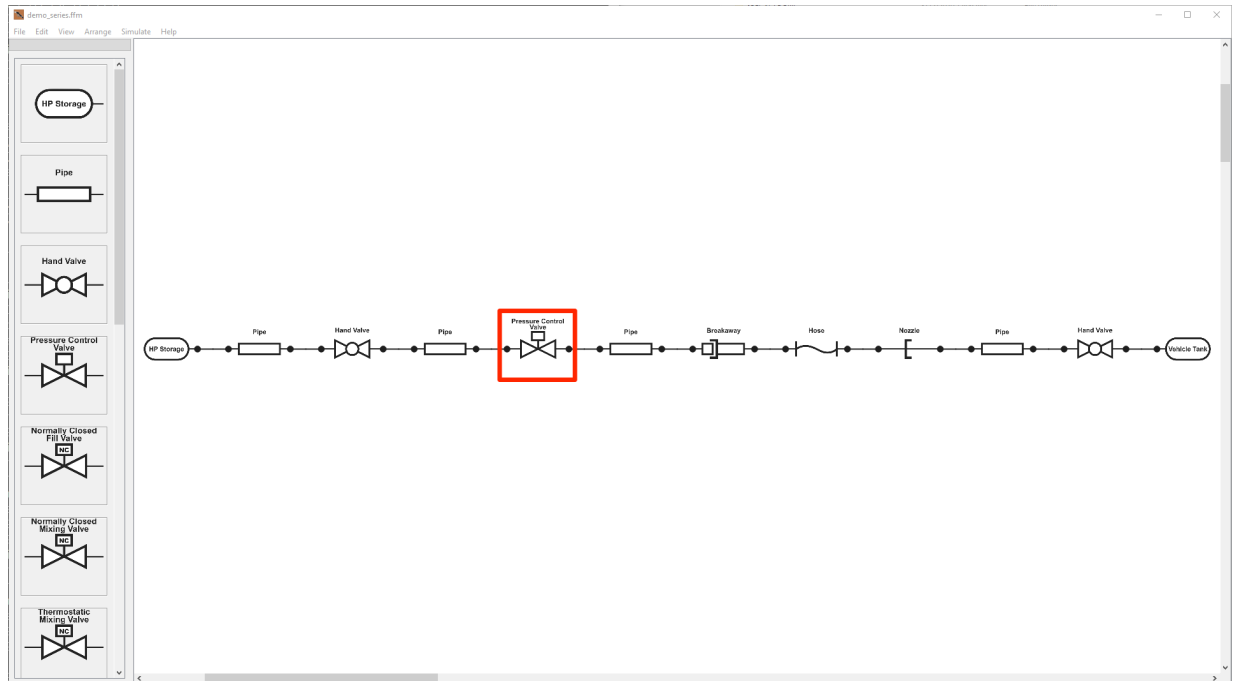 demo_series.ffm
File Edit View Arrange Simulate Help
HP Storage
Pipe
Hand Valve
Pressure Control
Valve
Normally Closed
Fill Valve
NC
Normally Closed
Mixing Valve
NC
Thermostatic
Mixing Valve
NC
HP Storage
Pipe
Hand Valve
Pipe
Pressure Control
Valve
Pipe
Breakaway
Hose
Nozzle
Pipe
Hand Valve
Vehicle Tank